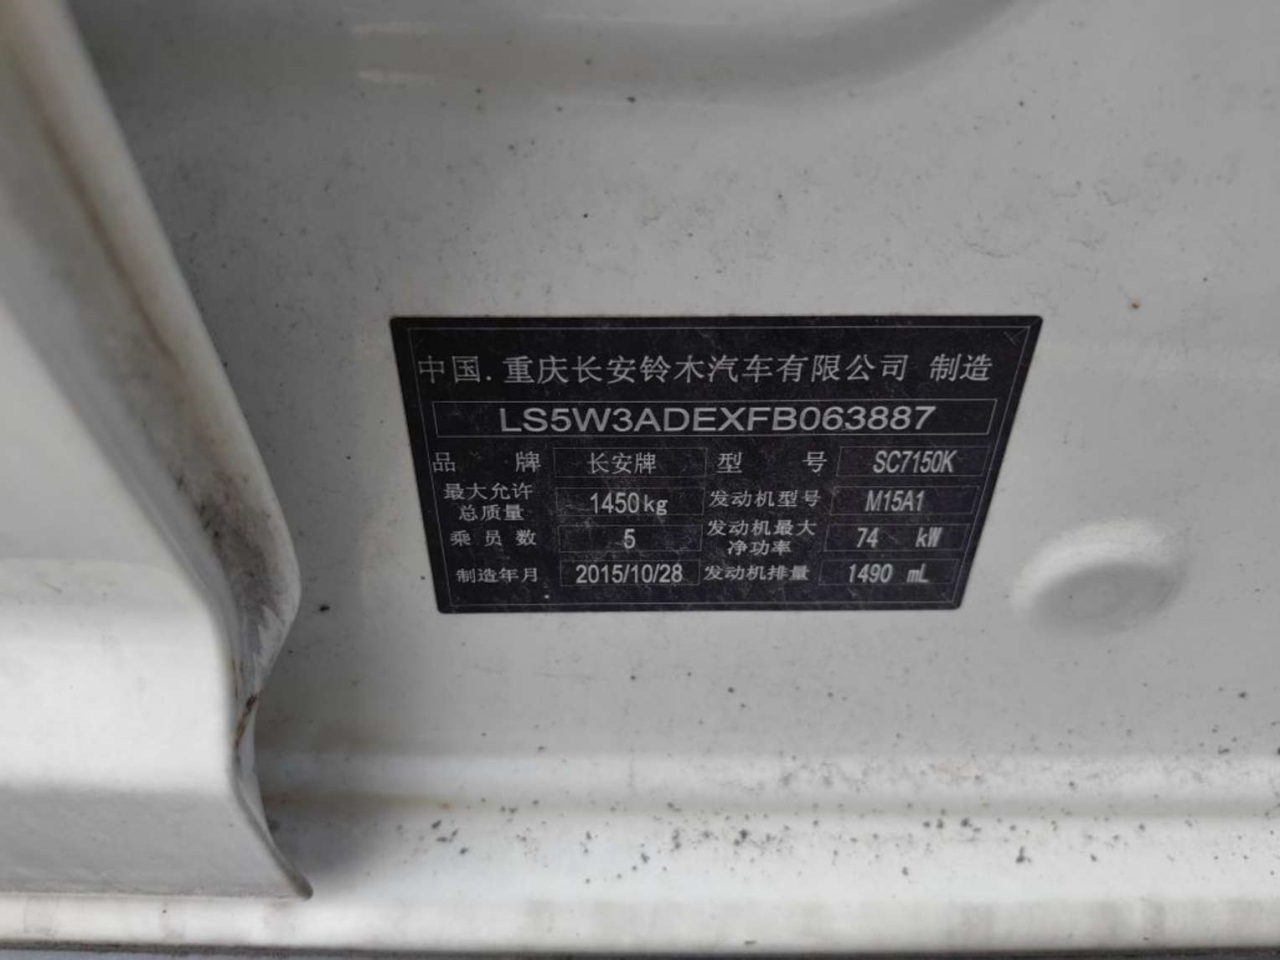 中国.重庆长安铃木汽车有限公司 制造
LS5W3ADEXFB063887
品牌 长安牌 型号 SC7150K
最大允许总质量 1450kg 发动机型号 M15A1
乘员数 5 发动机最大净功率 74 kW
制造年月 2015/10/28 发动机排量 1490 mL